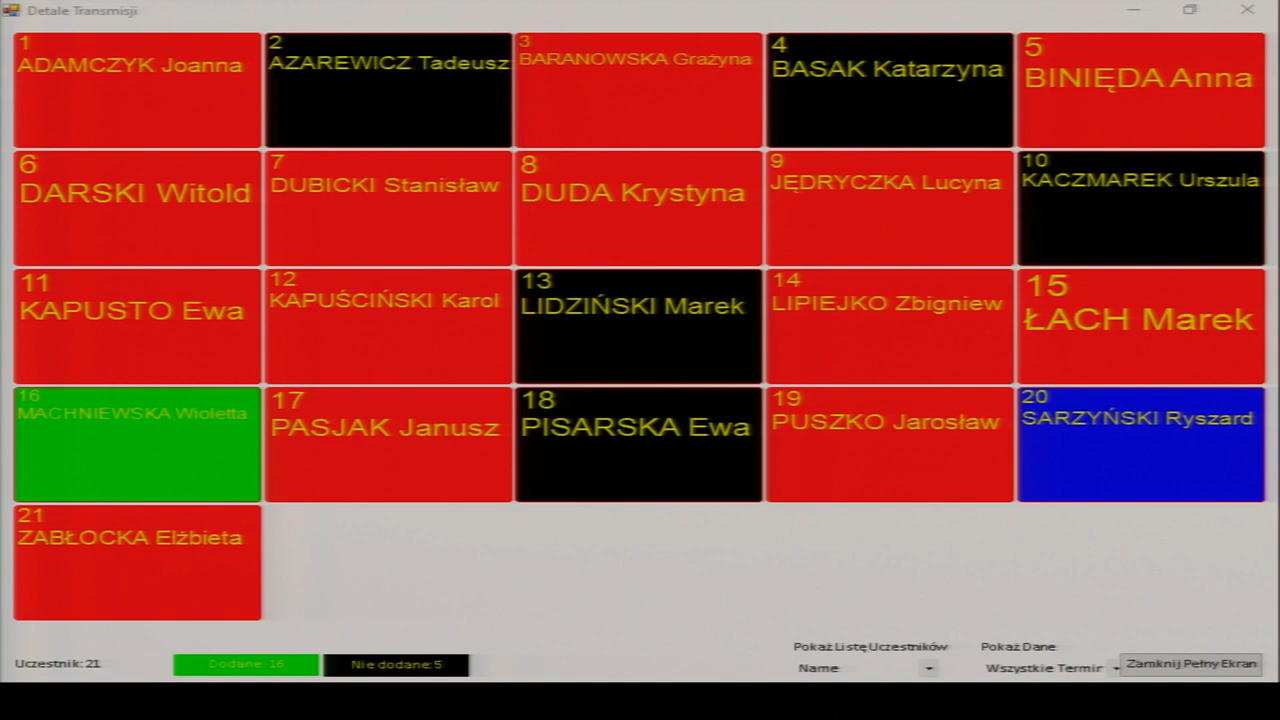 Detale Transmisji
1
ADAMCZYK Joanna
2
AZAREWICZ Tadeusz
3
BARANOWSKA Grażyna
4
BASAK Katarzyna
5
BINIĘDA Anna
6
DARSKI Witold
7
DUBICKI Stanisław
8
DUDA Krystyna
9
JĘDRYCZKA Lucyna
10
KACZMAREK Urszula
11
KAPUSTO Ewa
12
KAPUŚCIŃSKI Karol
13
LIDZIŃSKI Marek
14
LIPIEJKO Zbigniew
15
ŁACH Marek
16
MACHNIEWSKA Wioletta
17
PASJAK Janusz
18
PISARSKA Ewa
19
PUSZKO Jarosław
20
SARZYŃSKI Ryszard
21
ZABŁOCKA Elżbieta
Uczestnik: 21
Dodane: 16
Nie dodane: 5
Pokaż Listę Uczestników
Name
Pokaż Dane
Wszystkie Termir
Zamknij Pełny Ekran